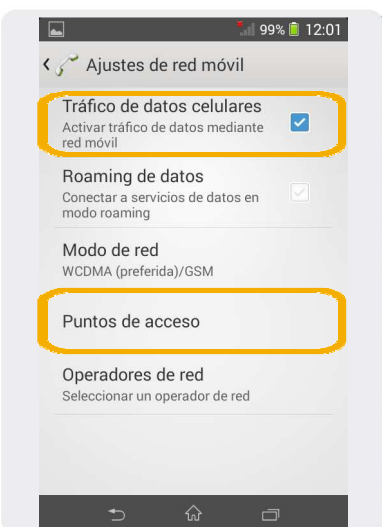 99% 12:01
Ajustes de red móvil
Tráfico de datos celulares
Activar tráfico de datos mediante
red móvil
Roaming de datos
Conectar a servicios de datos en
modo roaming
Modo de red
WCDMA (preferida)/GSM
Puntos de acceso
Operadores de red
Seleccionar un operador de red